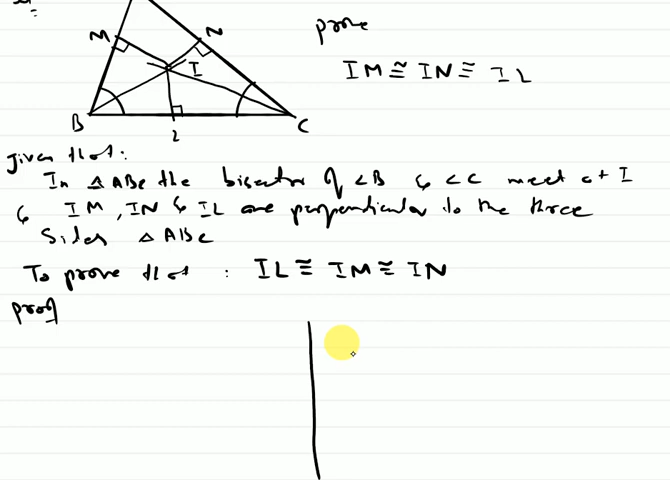 prove
IM ≅ IN ≅ IL
M
N
I
B
L
C
given that:
In △ABC the bisector of ∠B & ∠C meet at I
& IM, IN & IL are perpendicular to the three
Sides △ABC
To prove that : IL ≅ IM ≅ IN
proof